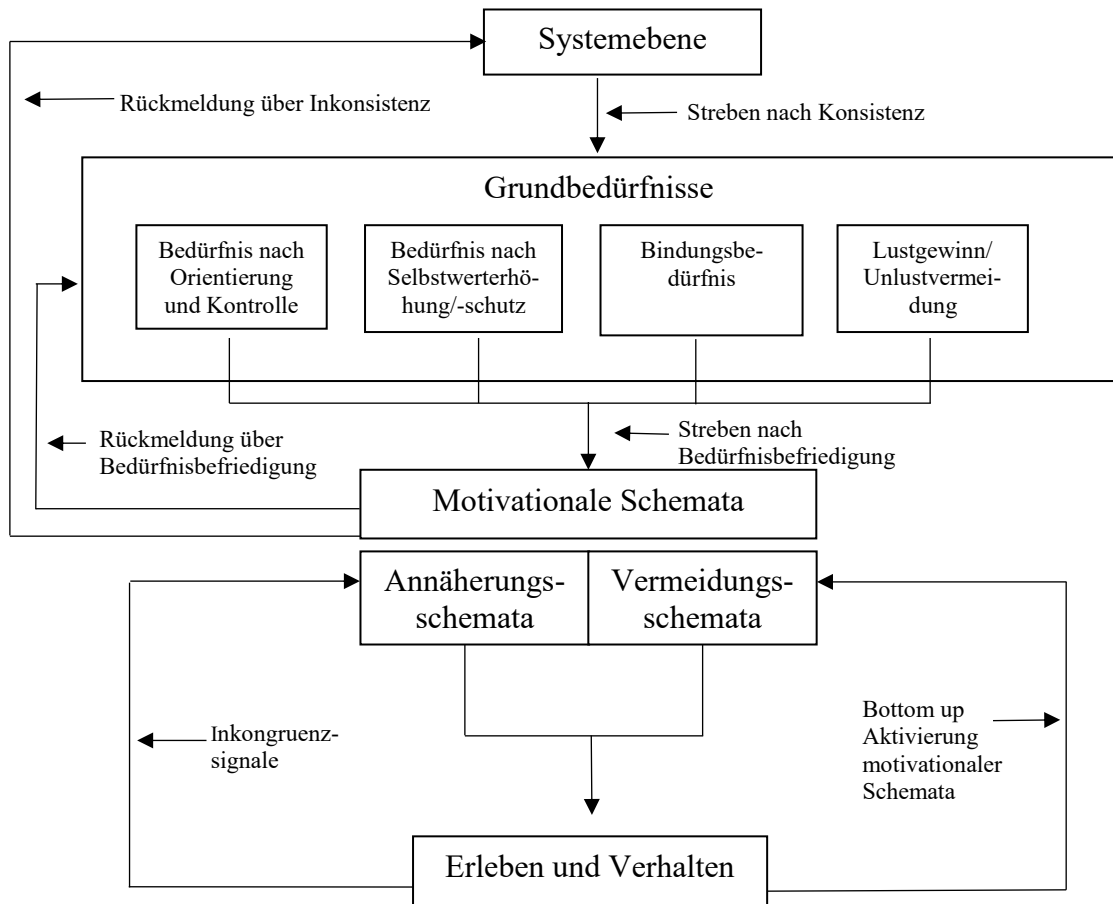 Systemebene
Rückmeldung über Inkonsistenz
Streben nach Konsistenz
Grundbedürfnisse
Bedürfnis nach
Orientierung
und Kontrolle
Bedürfnis nach
Selbstwerterhö-
hung/-schutz
Bindungsbe-
dürfnis
Lustgewinn/
Unlustvermei-
dung
Rückmeldung über
Bedürfnisbefriedigung
Streben nach
Bedürfnisbefriedigung
Motivationale Schemata
Annäherungs-
schemata
Vermeidungs-
schemata
Inkongruenz-
signale
Bottom up
Aktivierung
motivationaler
Schemata
Erleben und Verhalten